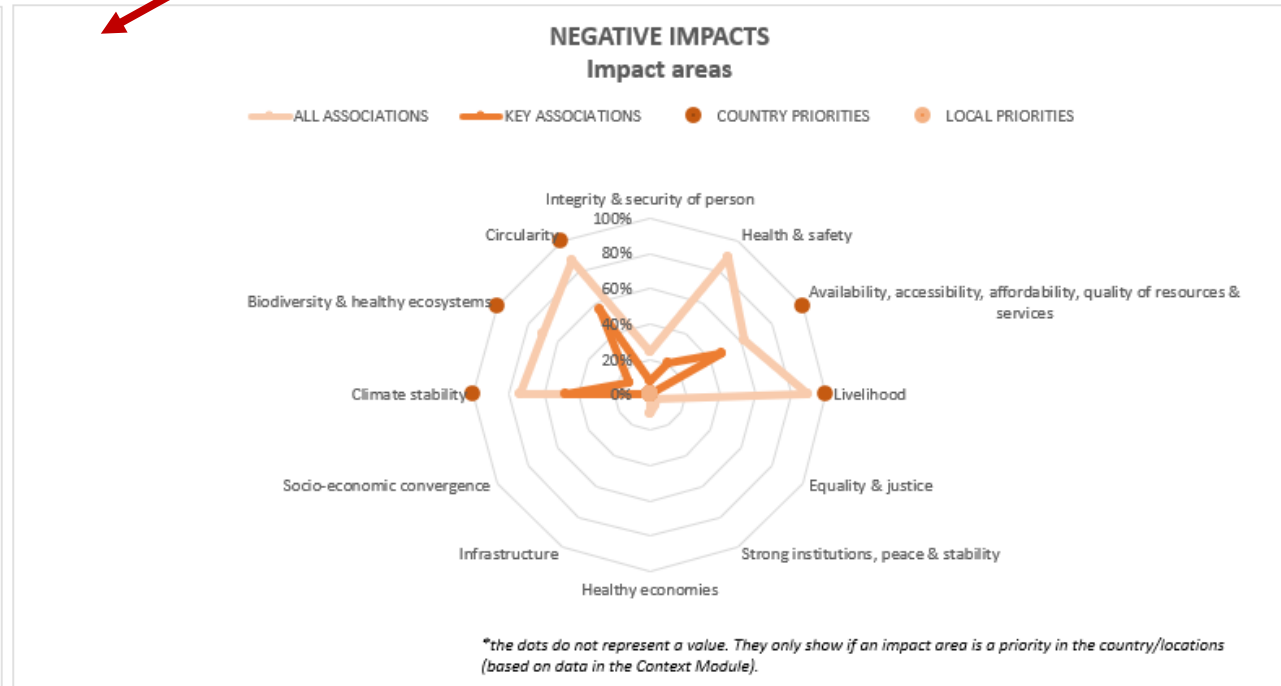 NEGATIVE IMPACTS
Impact areas
ALL ASSOCIATIONS KEY ASSOCIATIONS COUNTRY PRIORITIES LOCAL PRIORITIES
Integrity & security of person
100%
Circularity
Health & safety
80%
Biodiversity & healthy ecosystems
60%
Availability, accessibility, affordability, quality of resources &
services
40%
20%
Climate stability
0%
Livelihood
Socio-economic convergence
Equality & justice
Infrastructure
Strong institutions, peace & stability
Healthy economies
*the dots do not represent a value. They only show if an impact area is a priority in the country/locations
(based on data in the Context Module).